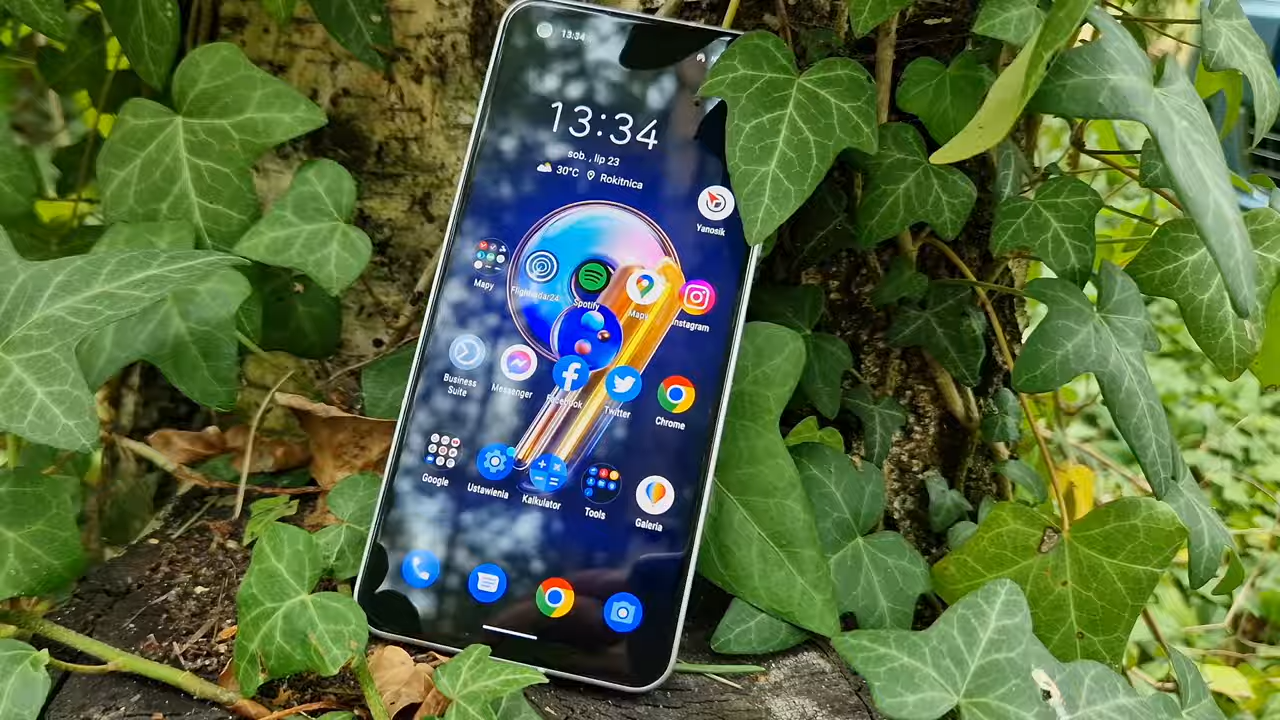 13:34
13:34
sob., lip 23
30°C Rokitnica
Yanosik
Mapy
Flightradar24
Spotify
Mapy
Instagram
Business
Suite
Messenger
Facebook
Twitter
Chrome
Google
Ustawienia
Kalkulator
Tools
Galeria